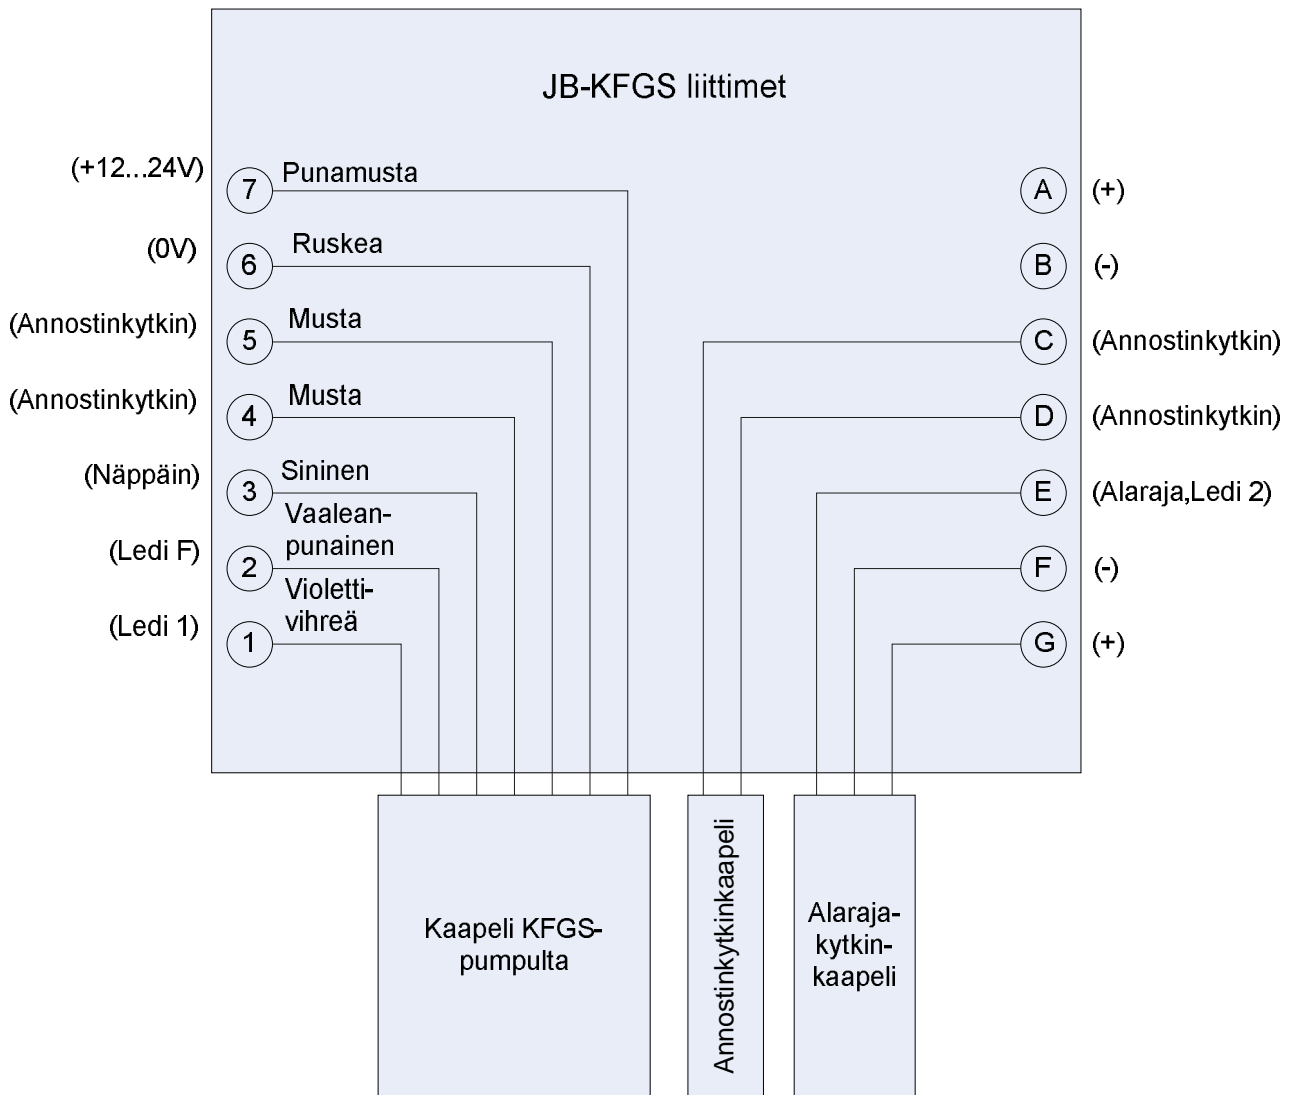 JB-KFGS liittimet
(+12...24V)
7
Punamusta
A
(+)
(0V)
6
Ruskea
B
(-)
(Annostinkytkin)
5
Musta
C
(Annostinkytkin)
(Annostinkytkin)
4
Musta
D
(Annostinkytkin)
(Näppäin)
3
Sininen
E
(Alaraja,Ledi 2)
(Ledi F)
2
Vaalean-
punainen
F
(-)
(Ledi 1)
1
Violetti-
vihreä
G
(+)
Kaapeli KFGS-
pumpulta
Annostinkytkinkaapeli
Alaraja-
kytkin-
kaapeli